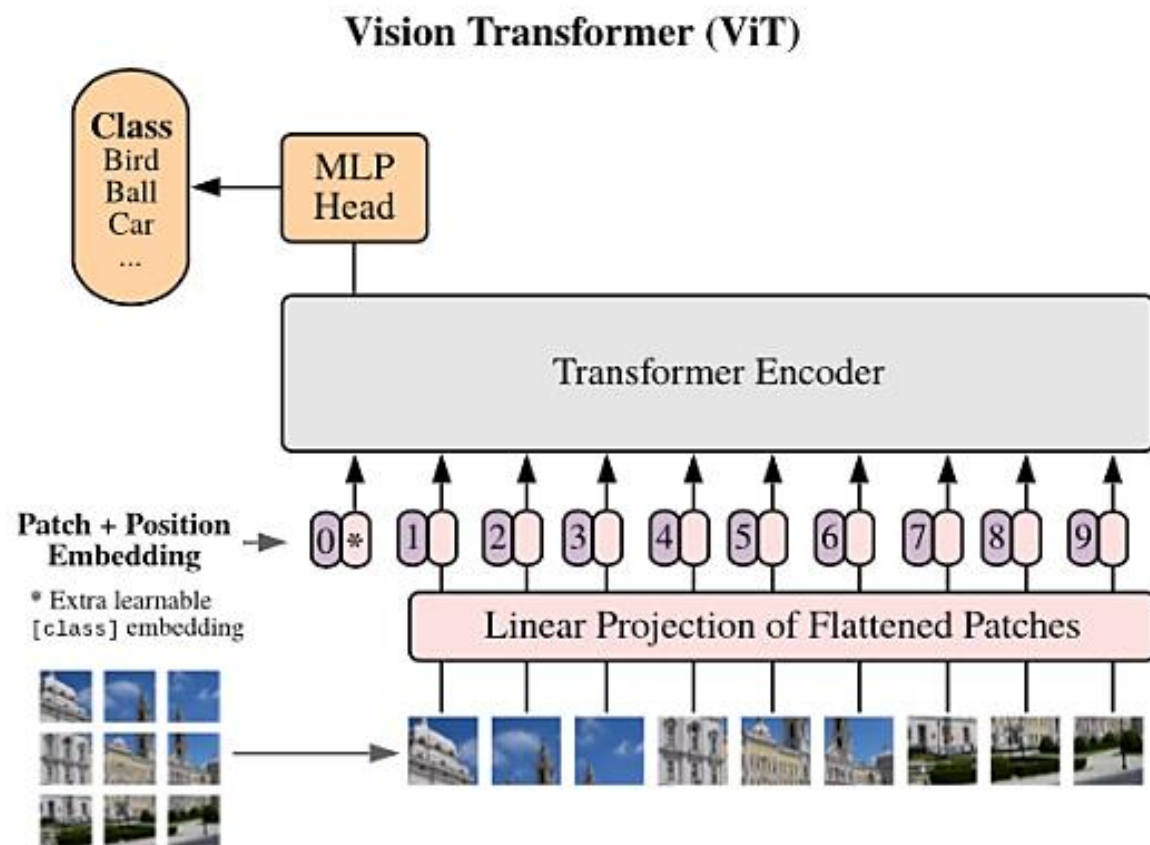 Vision Transformer (ViT)
Class
Bird
Ball
Car
...
MLP
Head
Transformer Encoder
Patch + Position
Embedding
0 * 1 2 3 4 5 6 7 8 9
* Extra learnable
[class] embedding
Linear Projection of Flattened Patches